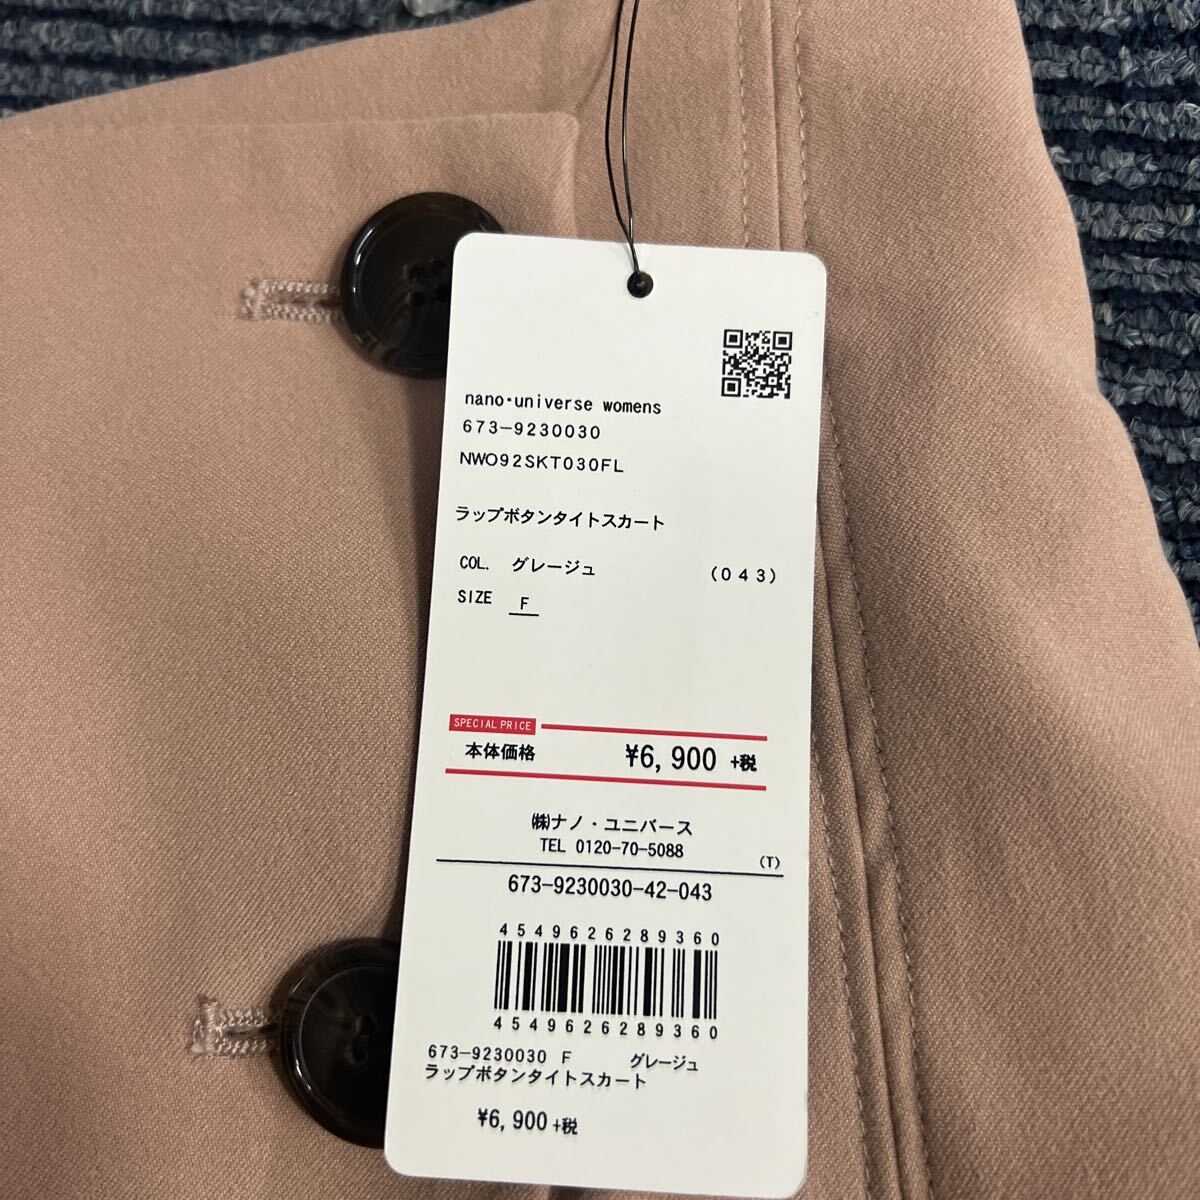 nano・universe womens
673-9230030
NW092SKT030FL
ラップボタンタイトスカート
COL. グレージュ (043)
SIZE F
SPECIAL PRICE
本体価格 ¥6,900 +税
㈱ナノ・ユニバース
TEL 0120-70-5088
(T)
673-9230030-42-043
4549626289360
4549626289360
673-9230030 F グレージュ
ラップボタンタイトスカート
¥6,900 +税